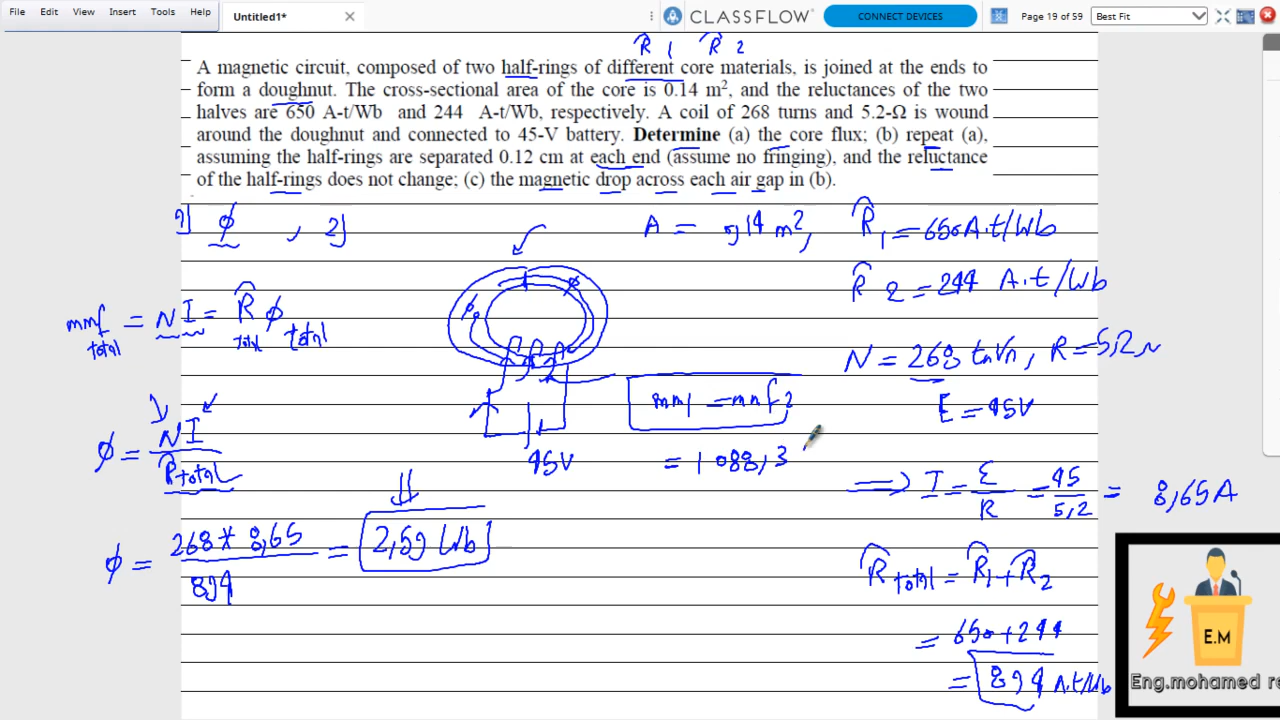 File Edit View Insert Tools Help
Untitled1*
CLASSFLOW
CONNECT DEVICES
Page 19 of 59
Best Fit
R 1 R 2
A magnetic circuit, composed of two half-rings of different core materials, is joined at the ends to
form a doughnut. The cross-sectional area of the core is 0.14 m², and the reluctances of the two
halves are 650 A-t/Wb and 244 A-t/Wb, respectively. A coil of 268 turns and 5.2-Ω is wound
around the doughnut and connected to 45-V battery. Determine (a) the core flux; (b) repeat (a),
assuming the half-rings are separated 0.12 cm at each end (assume no fringing), and the reluctance
of the half-rings does not change; (c) the magnetic drop across each air gap in (b).
ϕ , 2]
A = 0,14 m², R1 = 650 A.t/Wb
R2 = 244 A.t/Wb
mmf total = NI = R total ϕ total
N = 268 , R = 5,2
mmf = mmf2
E = 45V
ϕ = NI / R total
45V
= 1088,3
⟹ I = E/R = 45/5,2 = 8,65A
ϕ = 268 * 8,65 / 894 = 2,59 Wb
R total = R1 + R2
= 650 + 244
= 894 A.t/Wb
E.M
Eng.mohamed re